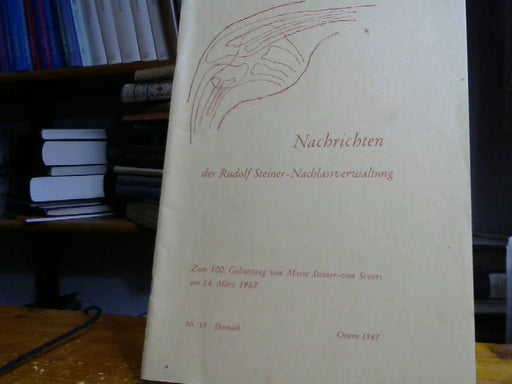 Nachrichten
der Rudolf Steiner-Nachlassverwaltung
Zum 100. Geburtstag von Marie Steiner-von Sivers
am 14. März 1967
Nr. 17 Dornach
Ostern 1967